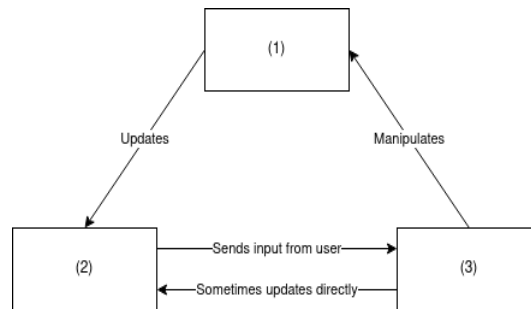 (1)
Updates
Manipulates
(2)
Sends input from user
(3)
Sometimes updates directly